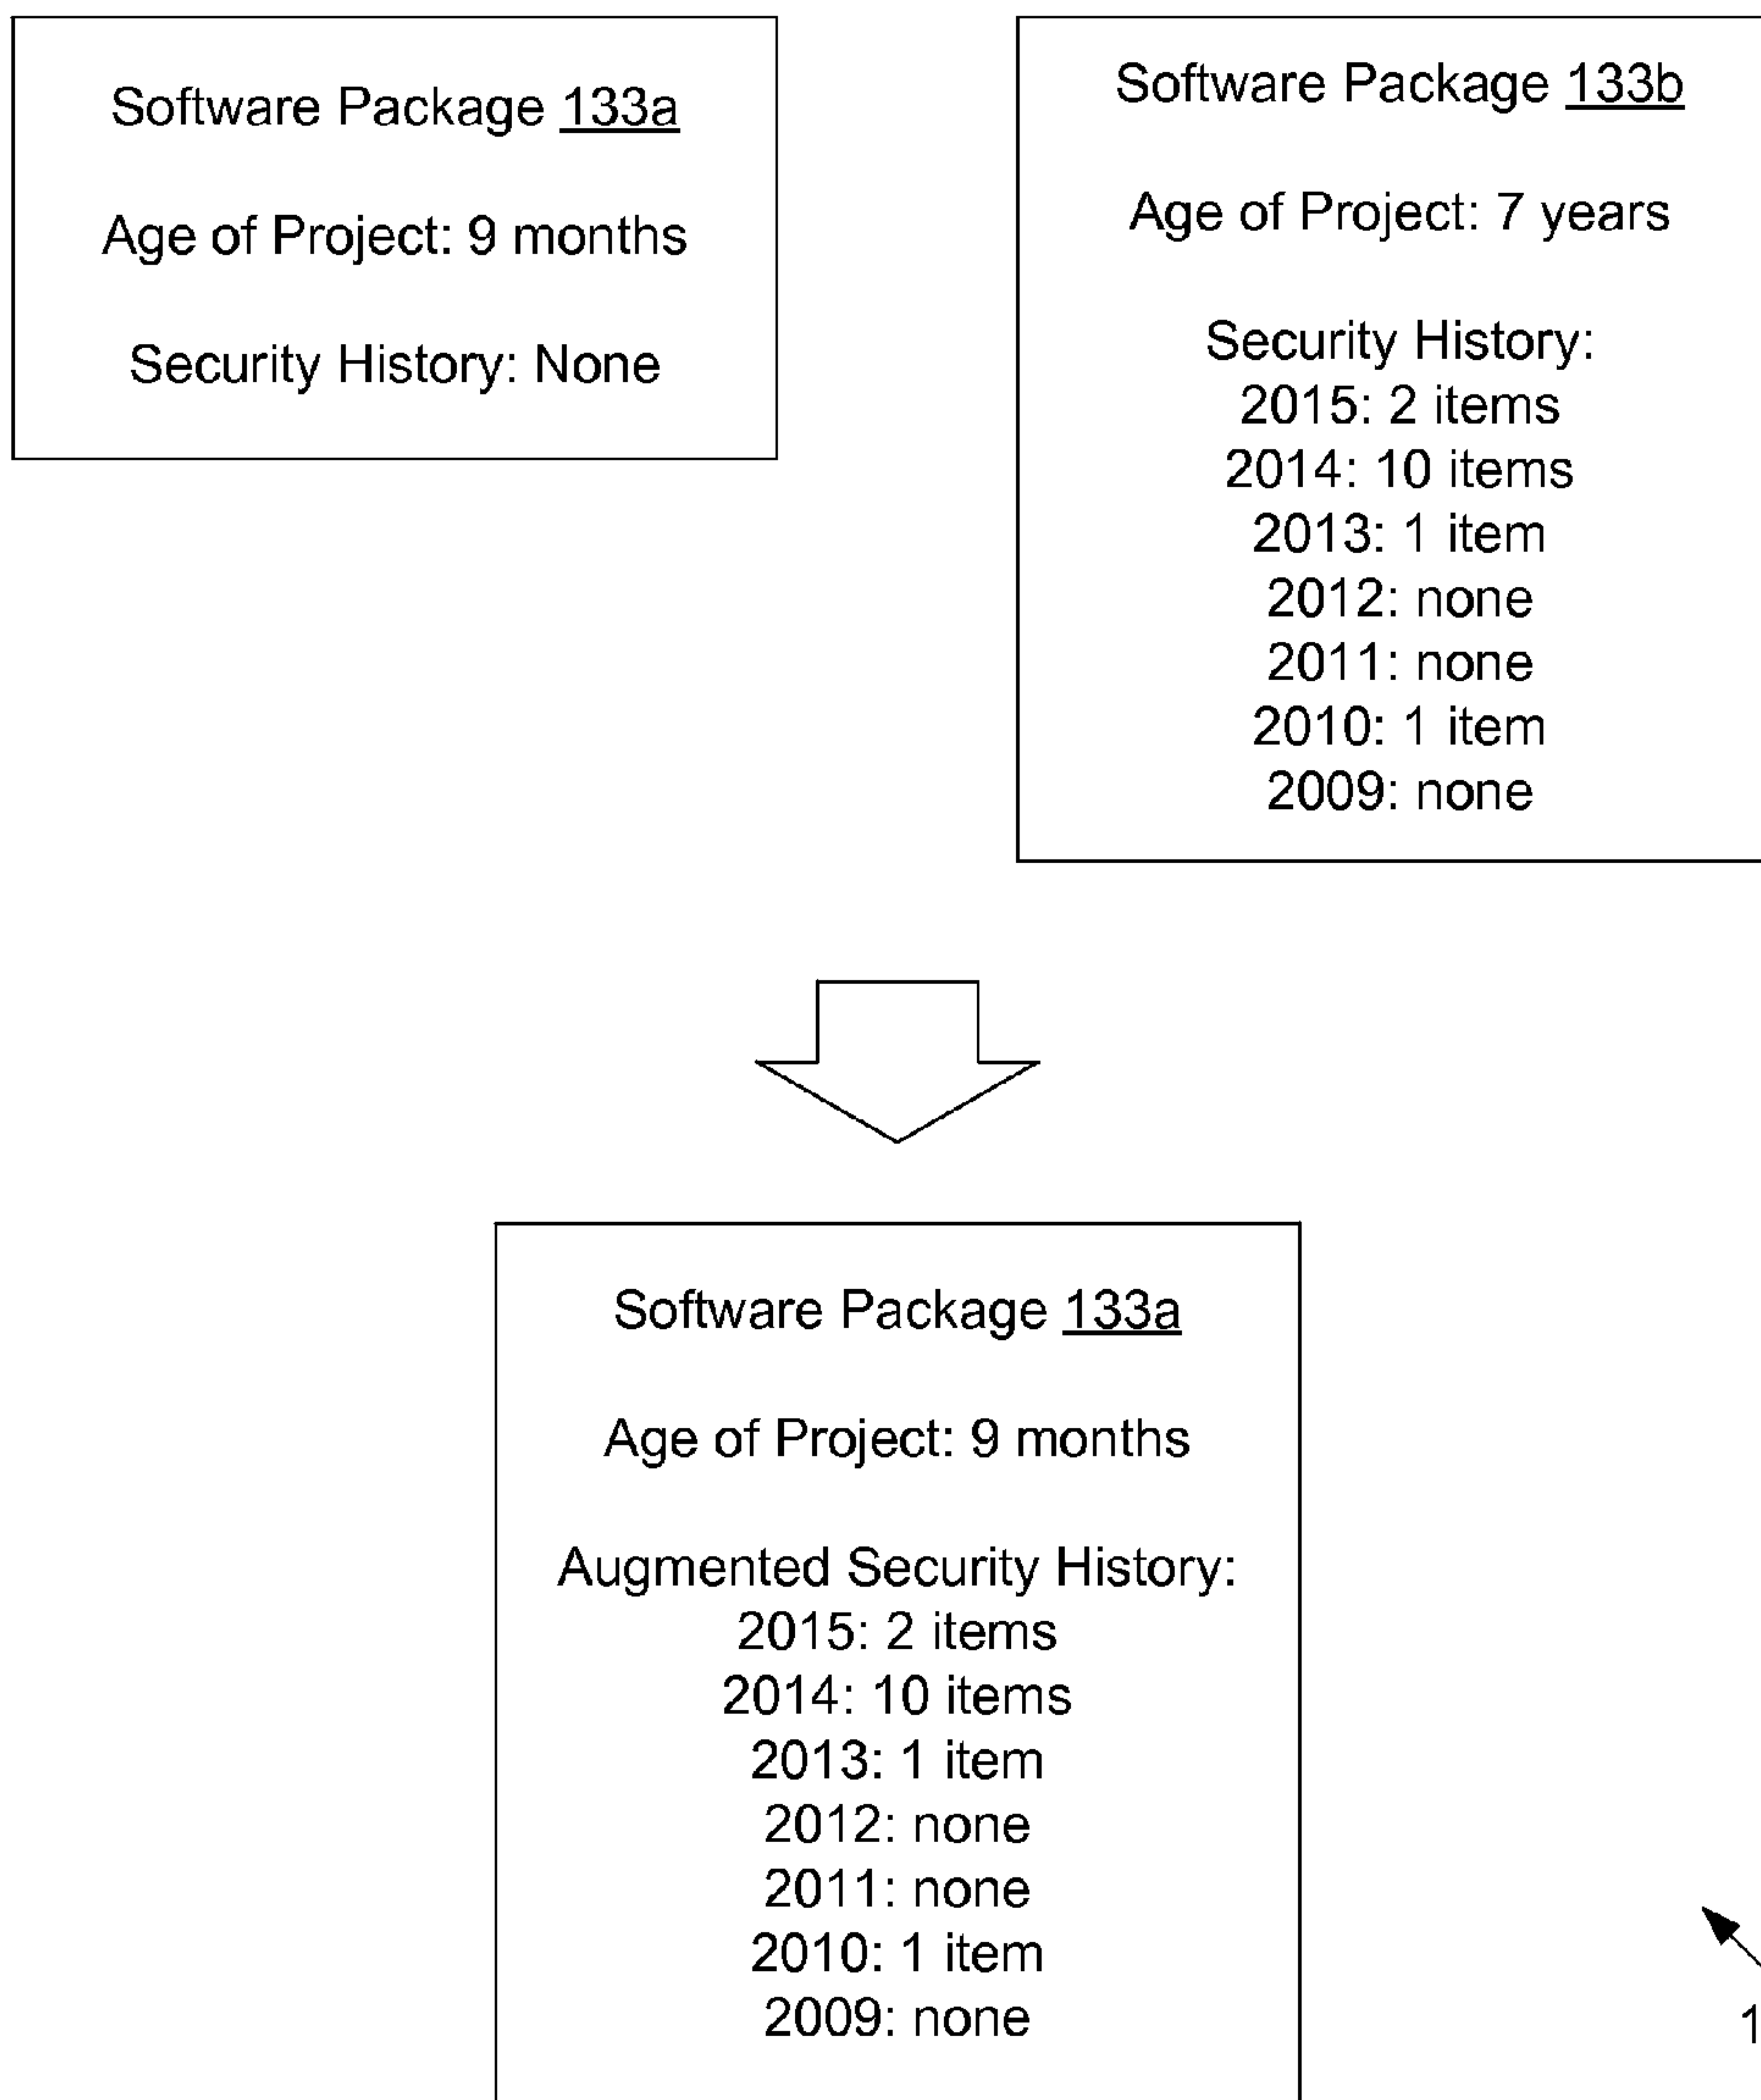 Software Package 133a
Age of Project: 9 months
Security History: None
Software Package 133b
Age of Project: 7 years
Security History:
2015: 2 items
2014: 10 items
2013: 1 item
2012: none
2011: none
2010: 1 item
2009: none
Software Package 133a
Age of Project: 9 months
Augmented Security History:
2015: 2 items
2014: 10 items
2013: 1 item
2012: none
2011: none
2010: 1 item
2009: none